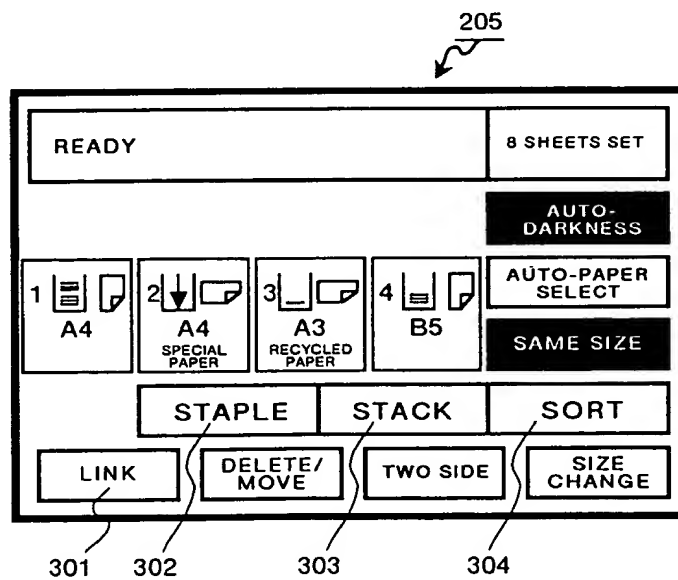 205
READY
8 SHEETS SET
AUTO-
DARKNESS
1
A4
2
A4
SPECIAL
PAPER
3
A3
RECYCLED
PAPER
4
B5
AUTO-PAPER
SELECT
SAME SIZE
STAPLE
STACK
SORT
LINK
DELETE/
MOVE
TWO SIDE
SIZE
CHANGE
301
302
303
304